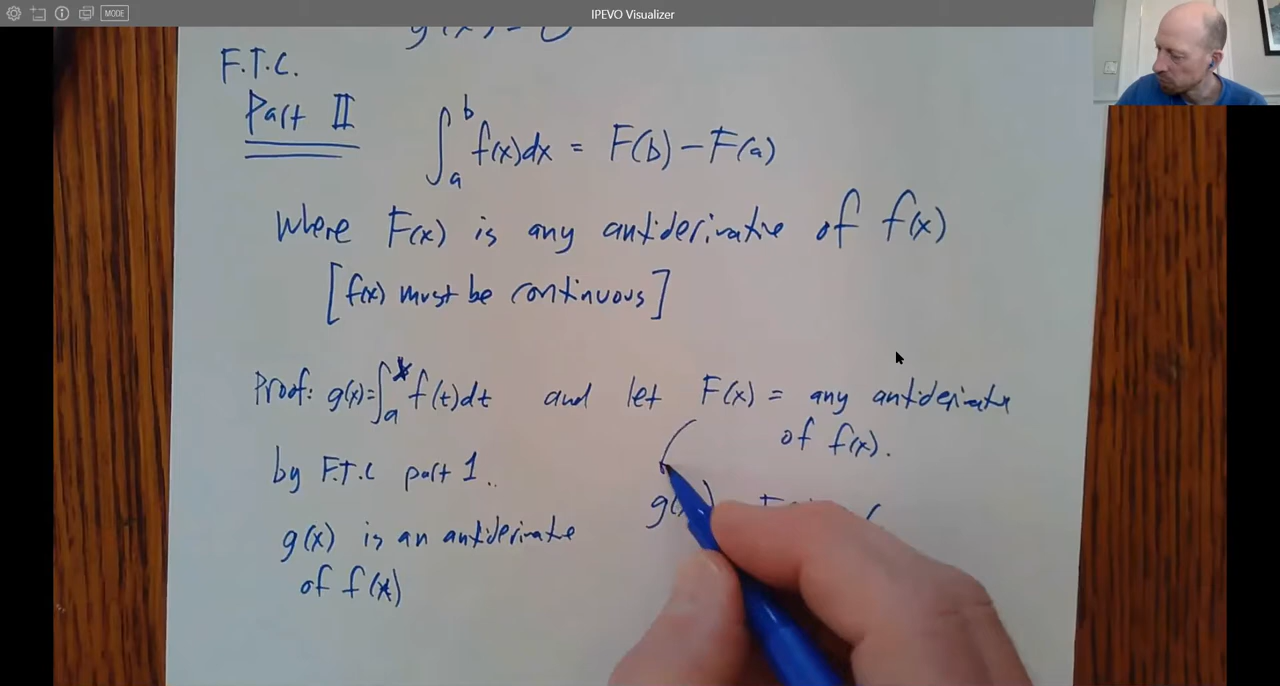 MODE
IPEVO Visualizer
F.T.C.
Part II
∫_a^b f(x)dx = F(b) - F(a)
Where F(x) is any antiderivative of f(x)
[f(x) must be continuous]
Proof: g(x)=∫_a^x f(t)dt and let F(x) = any antiderivative
of f(x).
by F.T.C part 1..
g(x) is an antiderivate
of f(x)